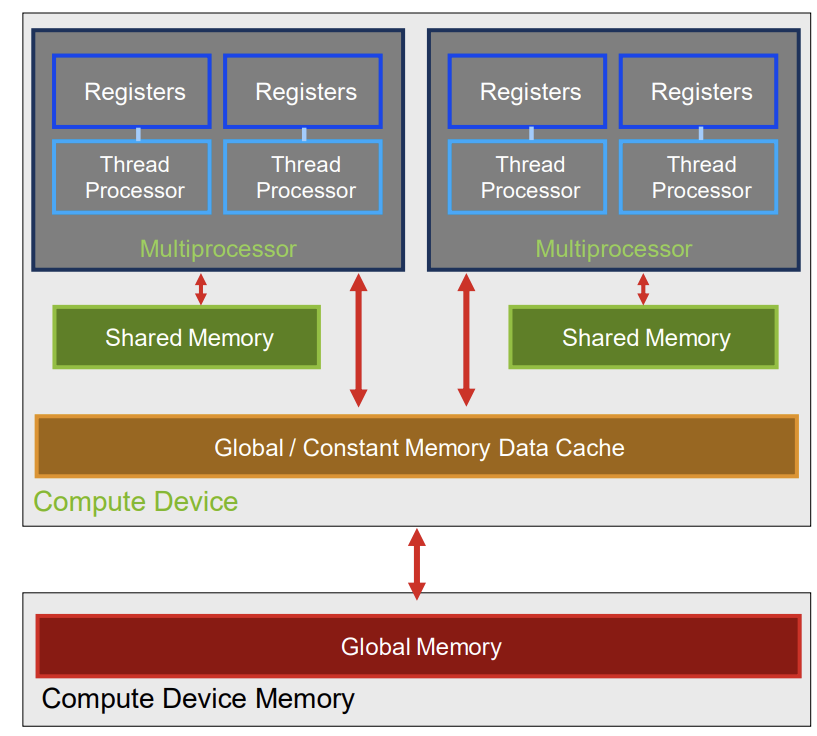 Registers
Registers
Thread
Processor
Thread
Processor
Multiprocessor
Registers
Registers
Thread
Processor
Thread
Processor
Multiprocessor
Shared Memory
Shared Memory
Global / Constant Memory Data Cache
Compute Device
Global Memory
Compute Device Memory